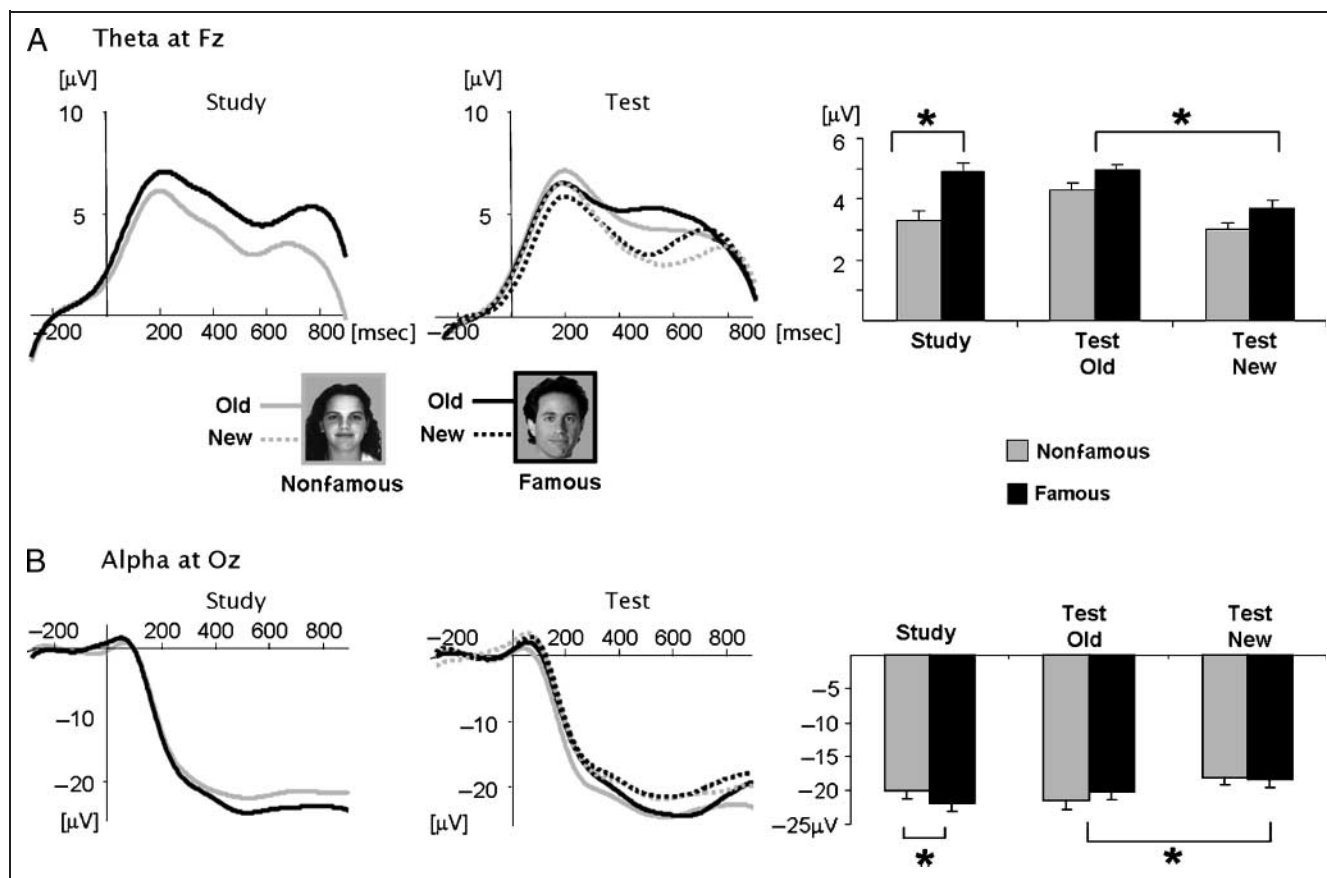 A Theta at Fz
[µV]
Study
10
5
−200 200 400 600 800 [msec]
[µV]
Test
10
5
−200 200 400 600 800
[µV]
6
4
2
*
*
Study
Test Old
Test New
Old
New
Nonfamous
Old
New
Famous
Nonfamous
Famous
B Alpha at Oz
Study
−200 200 400 600 800
−10
−20
[µV]
Test
−200 200 400 600 800
−10
−20
[µV]
Study
Test Old
Test New
−5
−10
−15
−20
−25µV
*
*